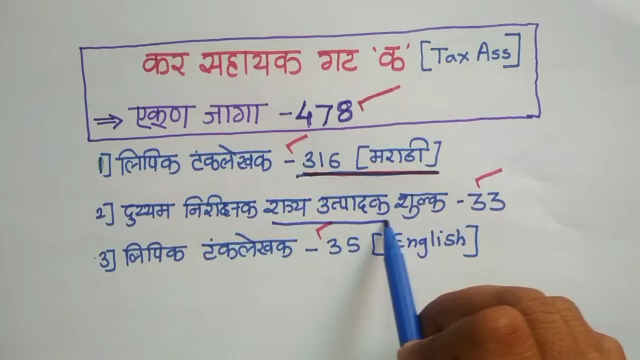 कर सहायक गट 'क' [Tax Ass]
⇒ एकूण जागा - 478
1] लिपिक टंकलेखक - 316 [मराठी]
2] दुय्यम निरीक्षक राज्य उत्पादक शुल्क - 33
3] लिपिक टंकलेखक - 35 [English]